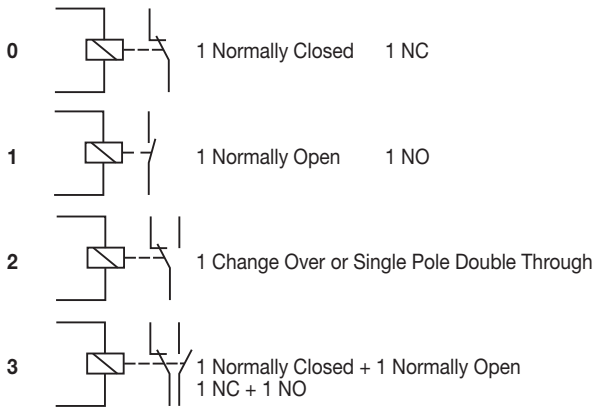 0 1 Normally Closed 1 NC
1 1 Normally Open 1 NO
2 1 Change Over or Single Pole Double Through
3 1 Normally Closed + 1 Normally Open
1 NC + 1 NO